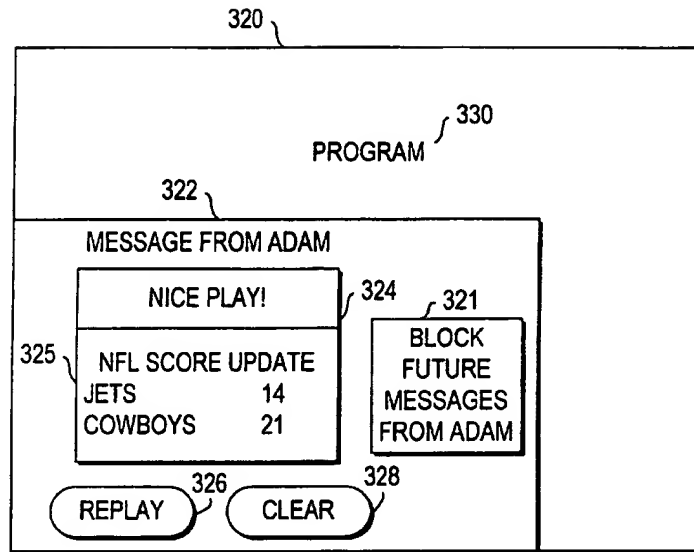 320
330
PROGRAM
322
MESSAGE FROM ADAM
NICE PLAY!
324
321
325
NFL SCORE UPDATE
JETS 14
COWBOYS 21
BLOCK
FUTURE
MESSAGES
FROM ADAM
REPLAY
326
CLEAR
328